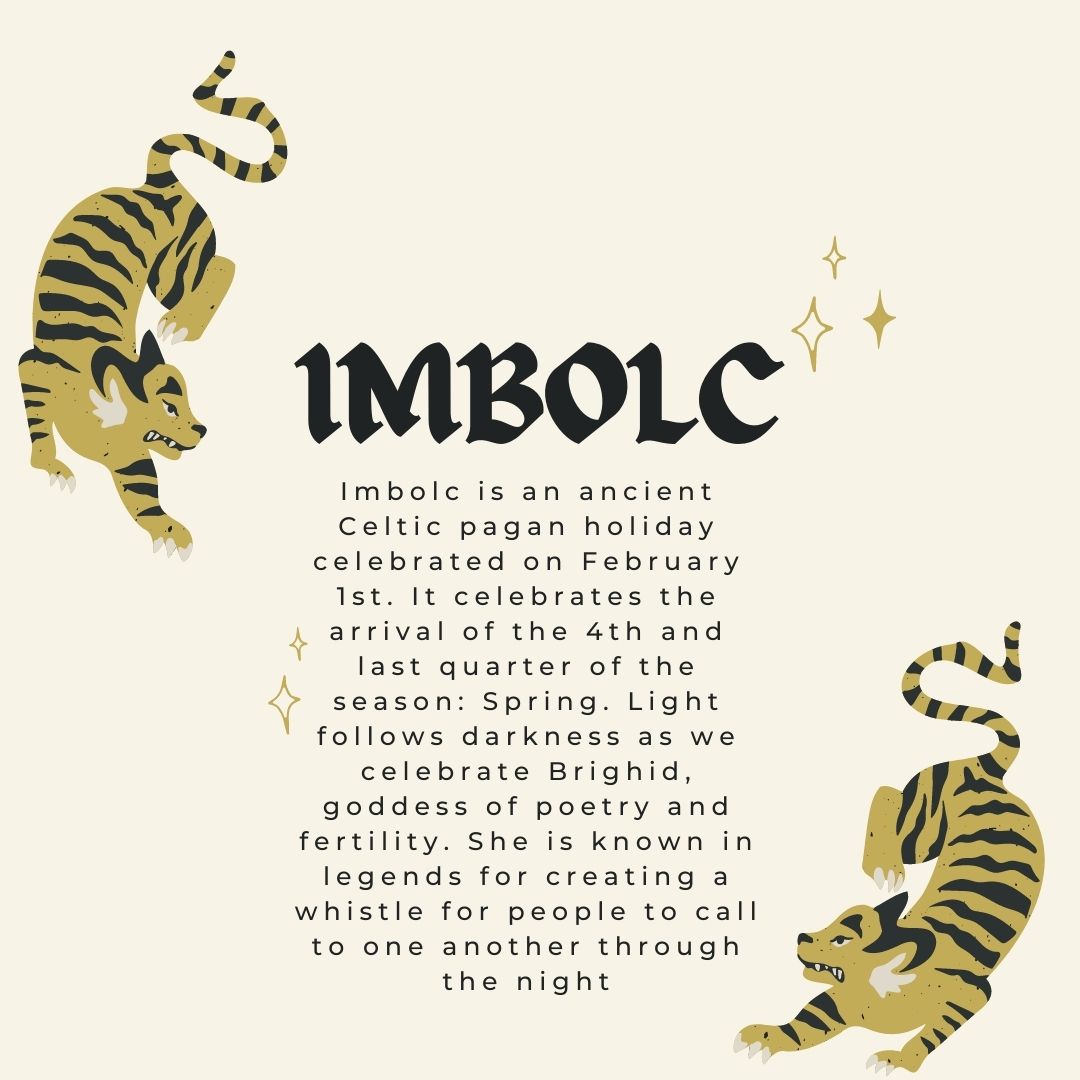 IMBOLC
Imbolc is an ancient
Celtic pagan holiday
celebrated on February
1st. It celebrates the
arrival of the 4th and
last quarter of the
season: Spring. Light
follows darkness as we
celebrate Brighid,
goddess of poetry and
fertility. She is known in
legends for creating a
whistle for people to call
to one another through
the night